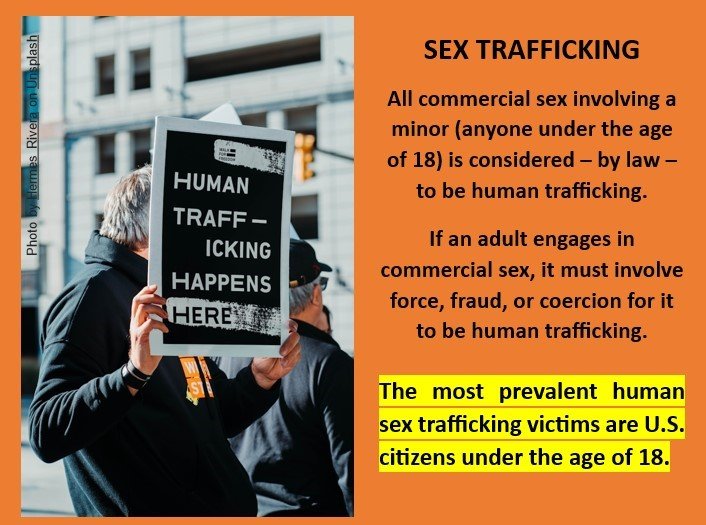 Photo by Hermes Rivera on Unsplash
WALK
FOR
FREEDOM
HUMAN
TRAFF–
ICKING
HAPPENS
HERE
SEX TRAFFICKING
All commercial sex involving a
minor (anyone under the age
of 18) is considered – by law –
to be human trafficking.
If an adult engages in
commercial sex, it must involve
force, fraud, or coercion for it
to be human trafficking.
The most prevalent human
sex trafficking victims are U.S.
citizens under the age of 18.